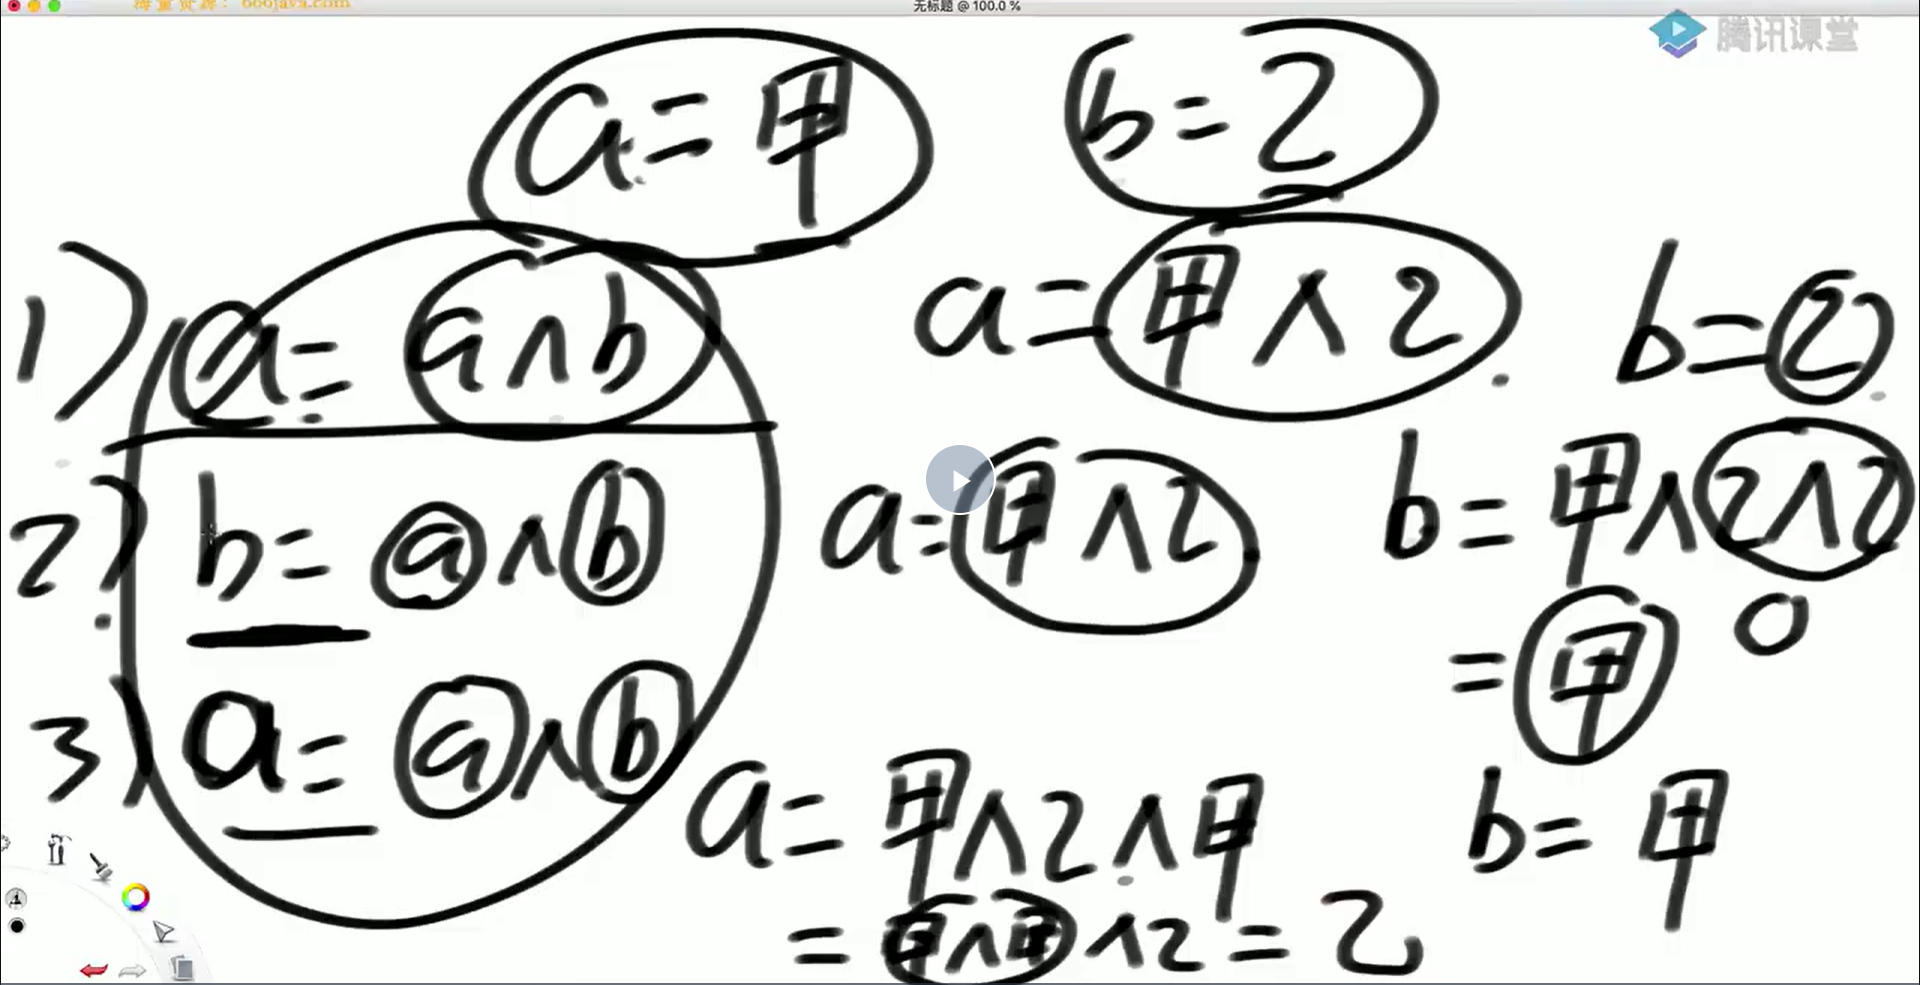 海量资源：666java.com
无标题 @ 100.0 %
腾讯课堂
a = 甲 b = 乙
1) a = a ∧ b a = 甲 ∧ 乙 b = 乙
2) b = a ∧ b a = 甲 ∧ 乙 b = 甲 ∧ 乙 ∧ 乙
0
= 甲
3) a = a ∧ b a = 甲 ∧ 乙 ∧ 甲 b = 甲
= 甲 ∧ 甲 ∧ 乙 = 乙